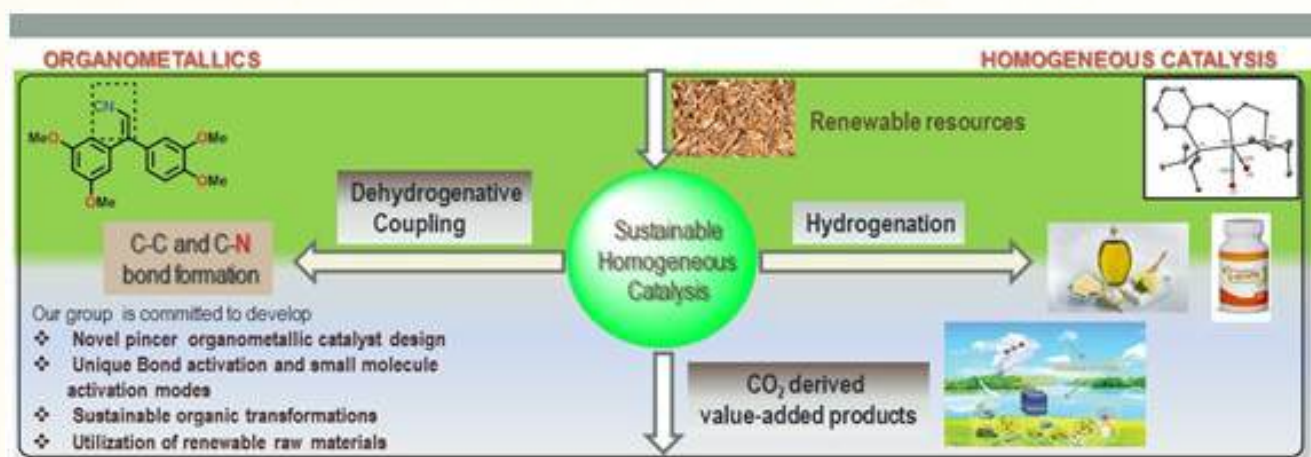 ORGANOMETALLICS
HOMOGENEOUS CATALYSIS
CN
MeO
OMe
OMe
OMe
Renewable resources
Dehydrogenative
Coupling
Sustainable
Homogeneous
Catalysis
Hydrogenation
C-C and C-N
bond formation
Our group is committed to develop
❖ Novel pincer organometallic catalyst design
❖ Unique Bond activation and small molecule
activation modes
❖ Sustainable organic transformations
❖ Utilization of renewable raw materials
CO₂ derived
value-added products